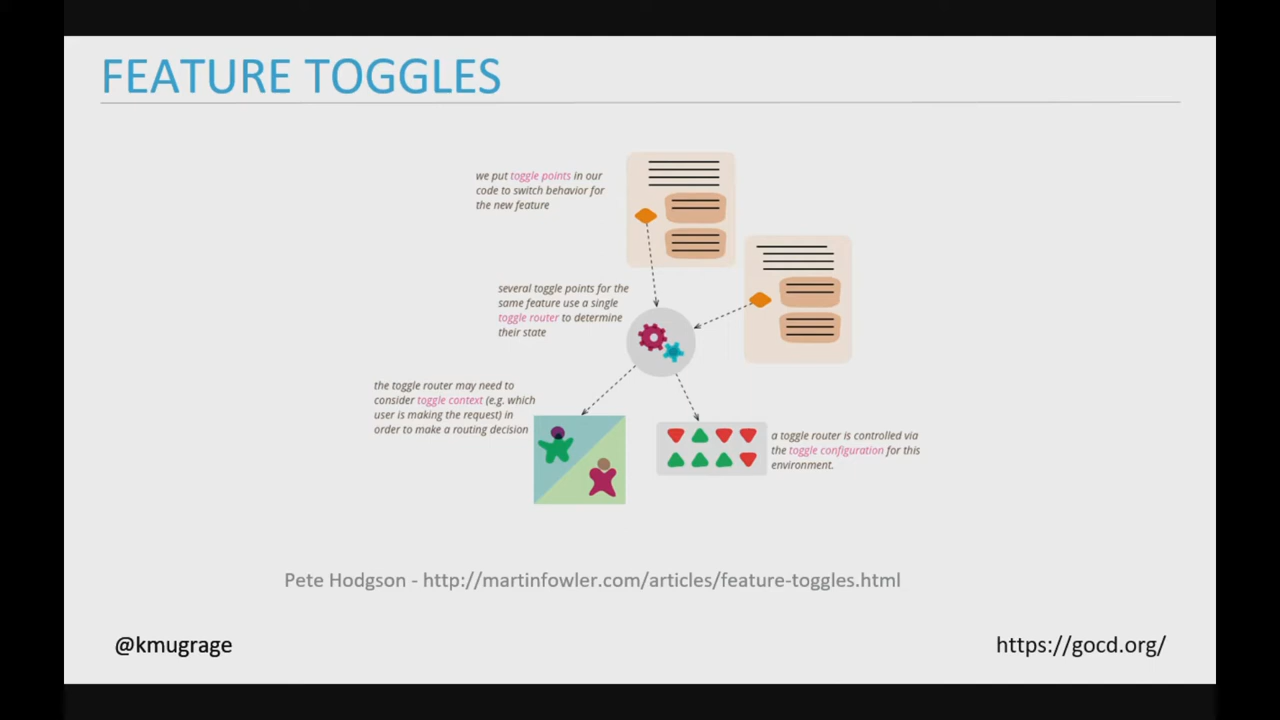 FEATURE TOGGLES
we put toggle points in our
code to switch behavior for
the new feature
several toggle points for the
same feature use a single
toggle router to determine
their state
the toggle router may need to
consider toggle context (e.g. which
user is making the request) in
order to make a routing decision
a toggle router is controlled via
the toggle configuration for this
environment.
Pete Hodgson - http://martinfowler.com/articles/feature-toggles.html
@kmugrage
https://gocd.org/